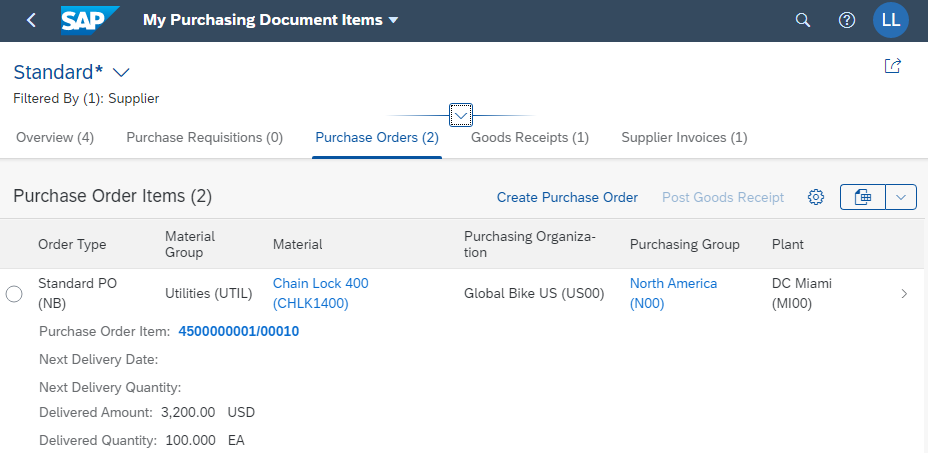 SAP My Purchasing Document Items LL
Standard*
Filtered By (1): Supplier
Overview (4) Purchase Requisitions (0) Purchase Orders (2) Goods Receipts (1) Supplier Invoices (1)
Purchase Order Items (2) Create Purchase Order Post Goods Receipt
Order Type Material Group Material Purchasing Organiza-tion Purchasing Group Plant
Standard PO (NB) Utilities (UTIL) Chain Lock 400 (CHLK1400) Global Bike US (US00) North America (N00) DC Miami (MI00)
Purchase Order Item: 4500000001/00010
Next Delivery Date:
Next Delivery Quantity:
Delivered Amount: 3,200.00 USD
Delivered Quantity: 100.000 EA